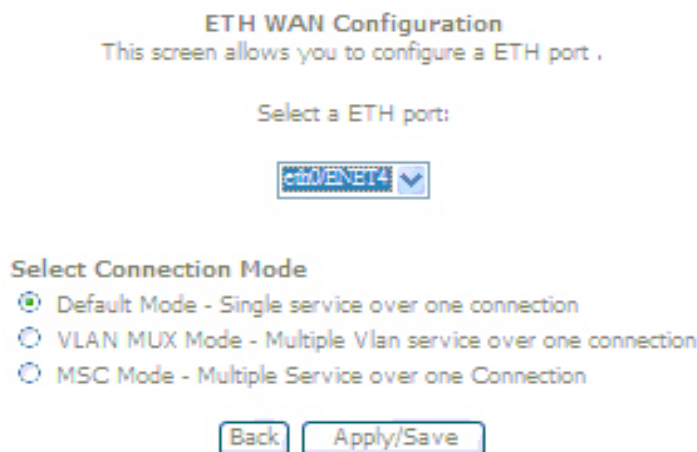 ETH WAN Configuration
This screen allows you to configure a ETH port .
Select a ETH port:
eth0/ENET4
Select Connection Mode
Default Mode - Single service over one connection
VLAN MUX Mode - Multiple Vlan service over one connection
MSC Mode - Multiple Service over one Connection
Back
Apply/Save